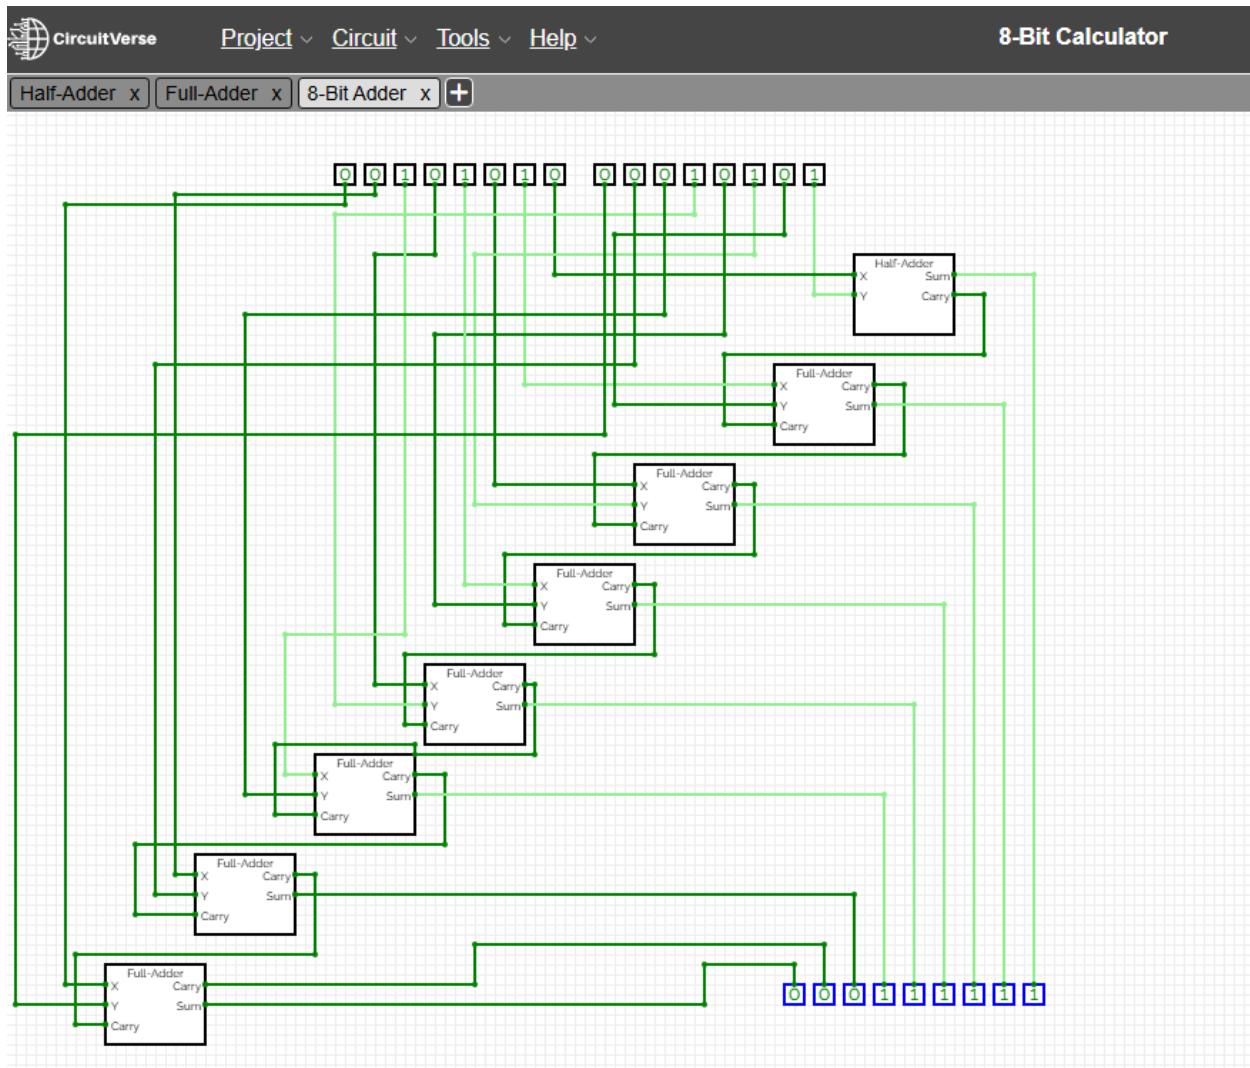 CircuitVerse Project Circuit Tools Help 8-Bit Calculator
Half-Adder x Full-Adder x 8-Bit Adder x +
0 0 1 0 1 0 1 0 0 0 0 1 0 1 0 1
Half-Adder
X Sum
Y Carry
Full-Adder
X Carry
Y Sum
Carry
Full-Adder
X Carry
Y Sum
Carry
Full-Adder
X Carry
Y Sum
Carry
Full-Adder
X Carry
Y Sum
Carry
Full-Adder
X Carry
Y Sum
Carry
Full-Adder
X Carry
Y Sum
Carry
Full-Adder
X Carry
Y Sum
Carry
0 0 0 1 1 1 1 1 1